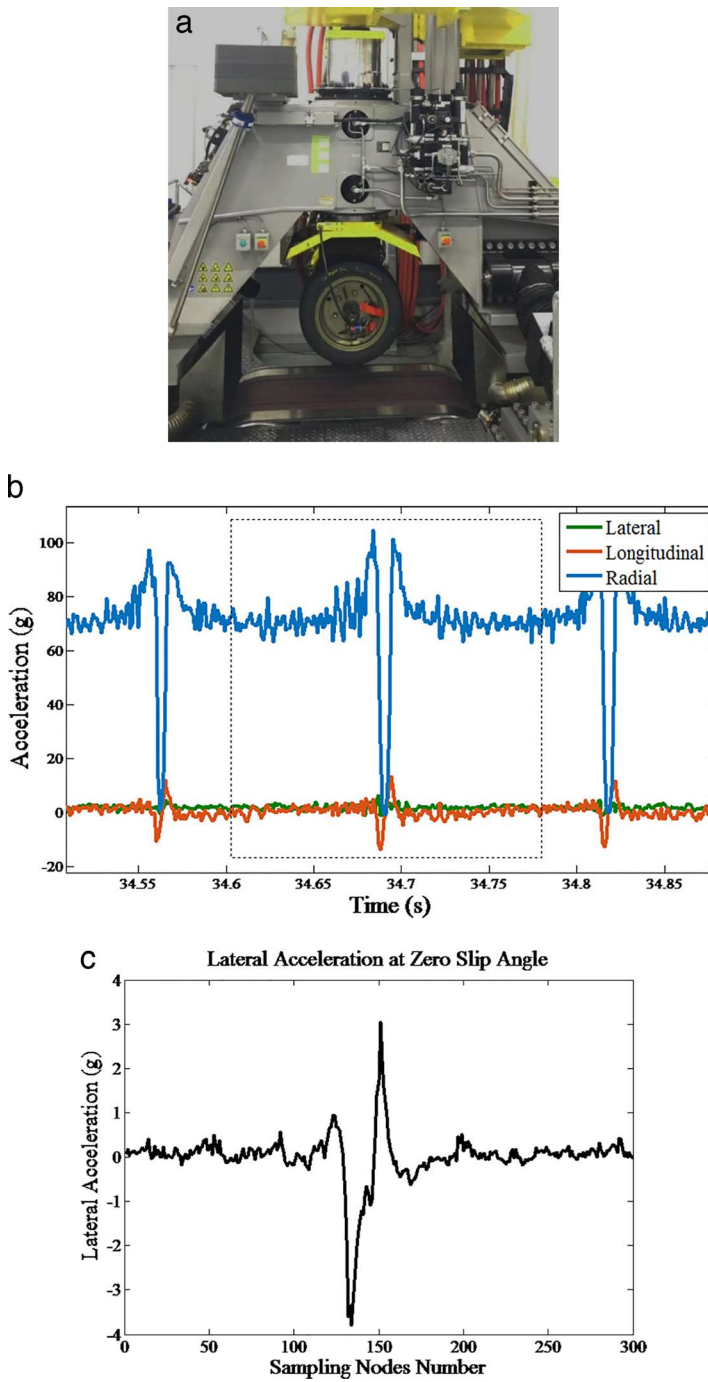 a
b
Lateral
Longitudinal
Radial
100
80
60
40
20
0
-20
Acceleration (g)
34.55 34.6 34.65 34.7 34.75 34.8 34.85
Time (s)
c
Lateral Acceleration at Zero Slip Angle
4
3
2
1
0
-1
-2
-3
-4
Lateral Acceleration (g)
0 50 100 150 200 250 300
Sampling Nodes Number